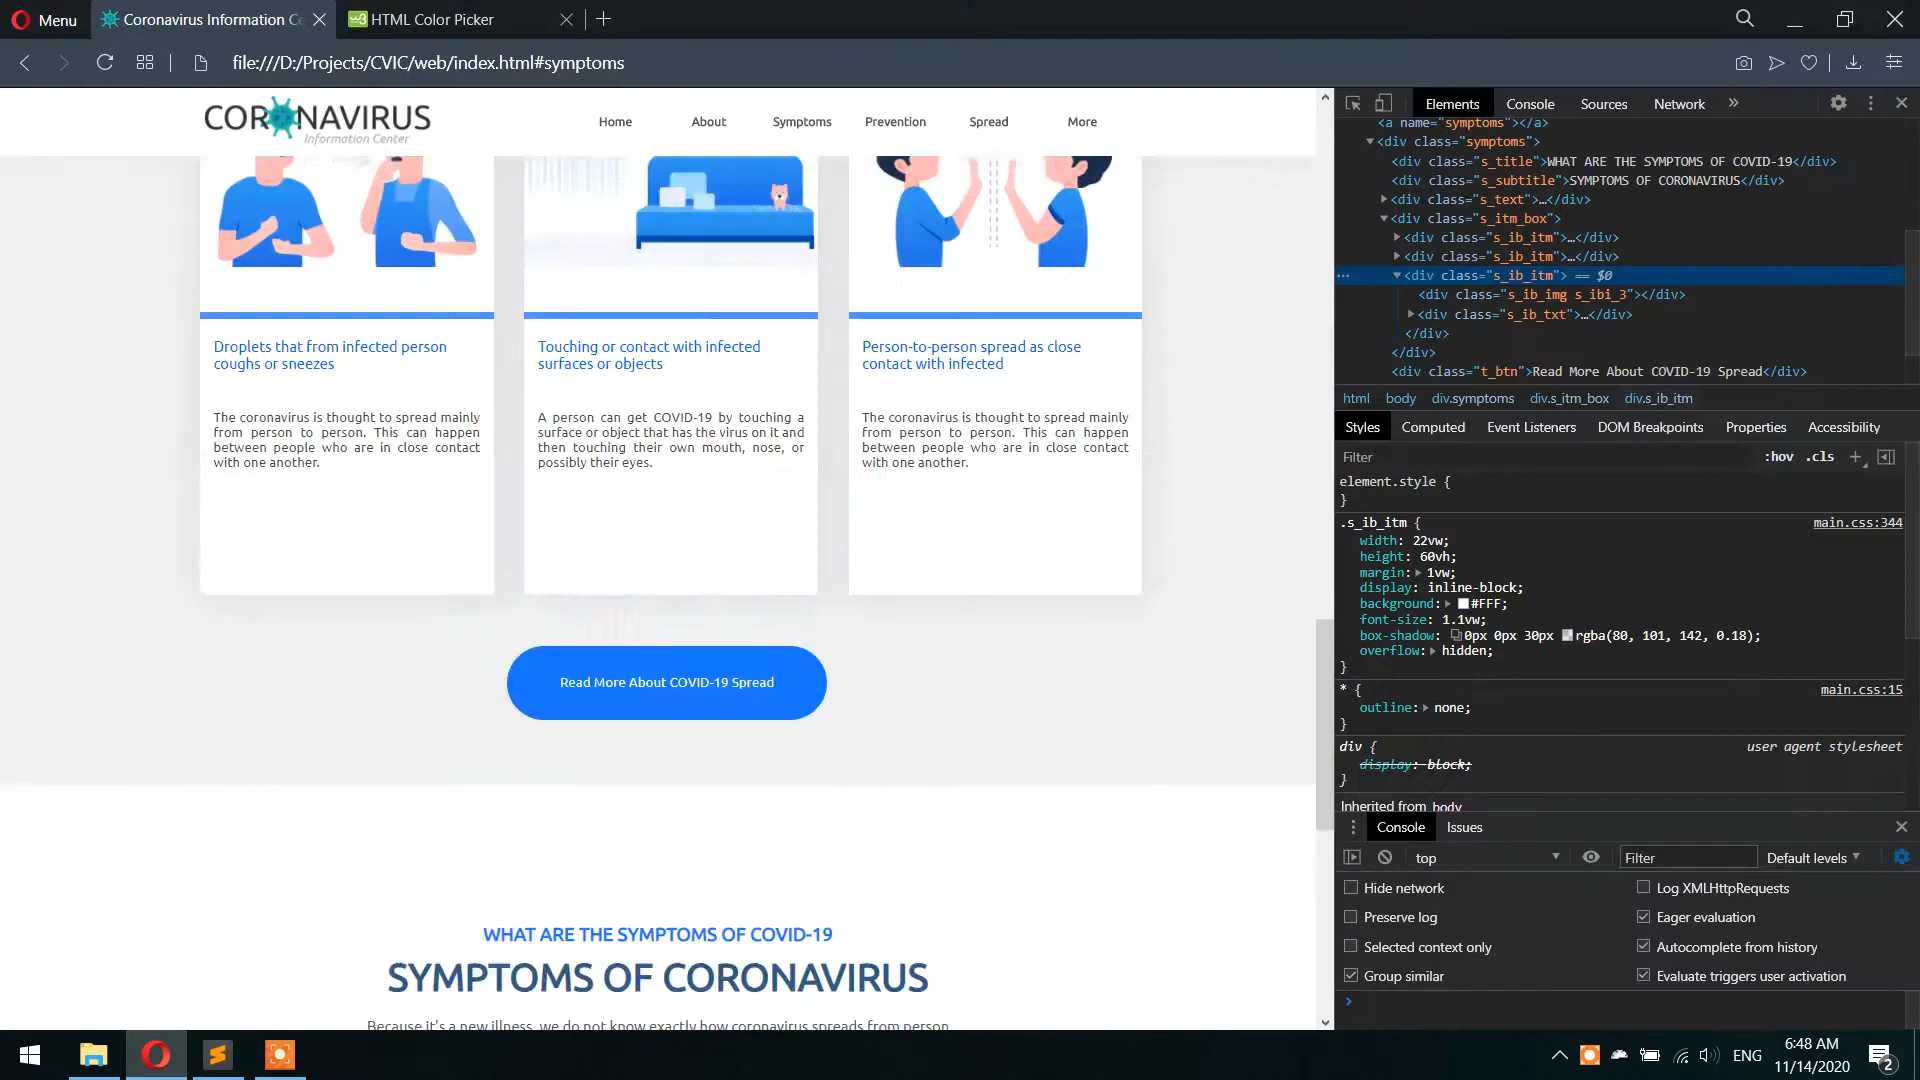 Menu
Coronavirus Information Ce
HTML Color Picker
file:///D:/Projects/CVIC/web/index.html#symptoms
CORONAVIRUS
Information Center
Home
About
Symptoms
Prevention
Spread
More
Droplets that from infected person
coughs or sneezes
The coronavirus is thought to spread mainly
from person to person. This can happen
between people who are in close contact
with one another.
Touching or contact with infected
surfaces or objects
A person can get COVID-19 by touching a
surface or object that has the virus on it and
then touching their own mouth, nose, or
possibly their eyes.
Person-to-person spread as close
contact with infected
The coronavirus is thought to spread mainly
from person to person. This can happen
between people who are in close contact
with one another.
Read More About COVID-19 Spread
WHAT ARE THE SYMPTOMS OF COVID-19
SYMPTOMS OF CORONAVIRUS
Because it's a new illness, we do not know exactly how coronavirus spreads from person
Elements
Console
Sources
Network
<a name="symptoms"></a>
<div class="symptoms">
<div class="s_title">WHAT ARE THE SYMPTOMS OF COVID-19</div>
<div class="s_subtitle">SYMPTOMS OF CORONAVIRUS</div>
<div class="s_text">…</div>
<div class="s_itm_box">
<div class="s_ib_itm">…</div>
<div class="s_ib_itm">…</div>
<div class="s_ib_itm"> == $0
<div class="s_ib_img s_ibi_3"></div>
<div class="s_ib_txt">…</div>
</div>
</div>
<div class="t_btn">Read More About COVID-19 Spread</div>
html body div.symptoms div.s_itm_box div.s_ib_itm
Styles
Computed
Event Listeners
DOM Breakpoints
Properties
Accessibility
Filter
:hov .cls
element.style {
}
.s_ib_itm {
main.css:344
width: 22vw;
height: 60vh;
margin: 1vw;
display: inline-block;
background: #FFF;
font-size: 1.1vw;
box-shadow: 0px 0px 30px rgba(80, 101, 142, 0.18);
overflow: hidden;
}
* {
main.css:15
outline: none;
}
div {
user agent stylesheet
display: block;
}
Inherited from body
Console
Issues
top
Filter
Default levels
Hide network
Log XMLHttpRequests
Preserve log
Eager evaluation
Selected context only
Autocomplete from history
Group similar
Evaluate triggers user activation
ENG
6:48 AM
11/14/2020
2